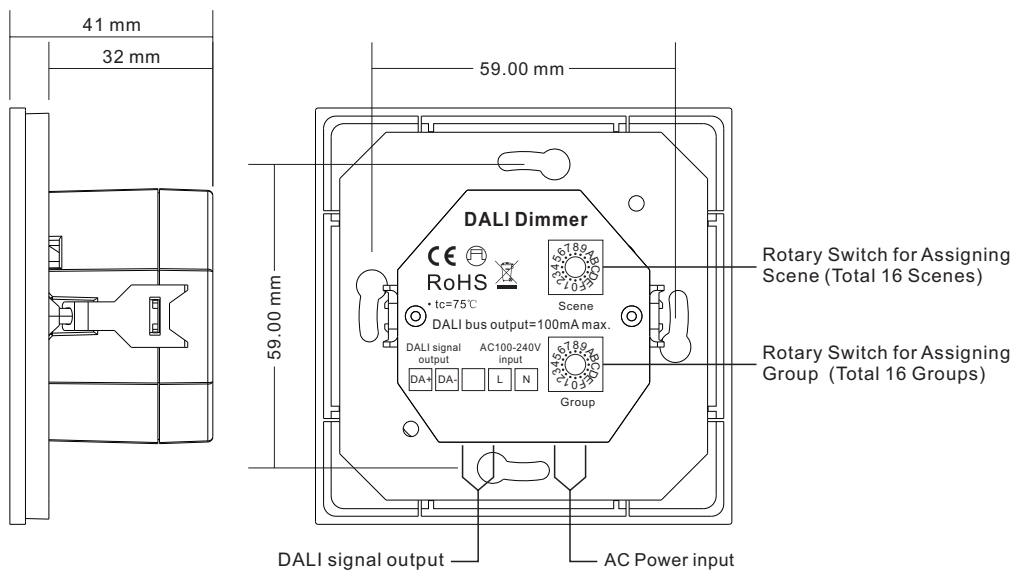 41 mm
32 mm
59.00 mm
59.00 mm
DALI Dimmer
CE
RoHS
• tc=75℃
DALI bus output=100mA max.
DALI signal
output
AC100-240V
input
DA+ DA- L N
0123456789ABCDEF
Scene
0123456789ABCDEF
Group
Rotary Switch for Assigning
Scene (Total 16 Scenes)
Rotary Switch for Assigning
Group (Total 16 Groups)
DALI signal output
AC Power input